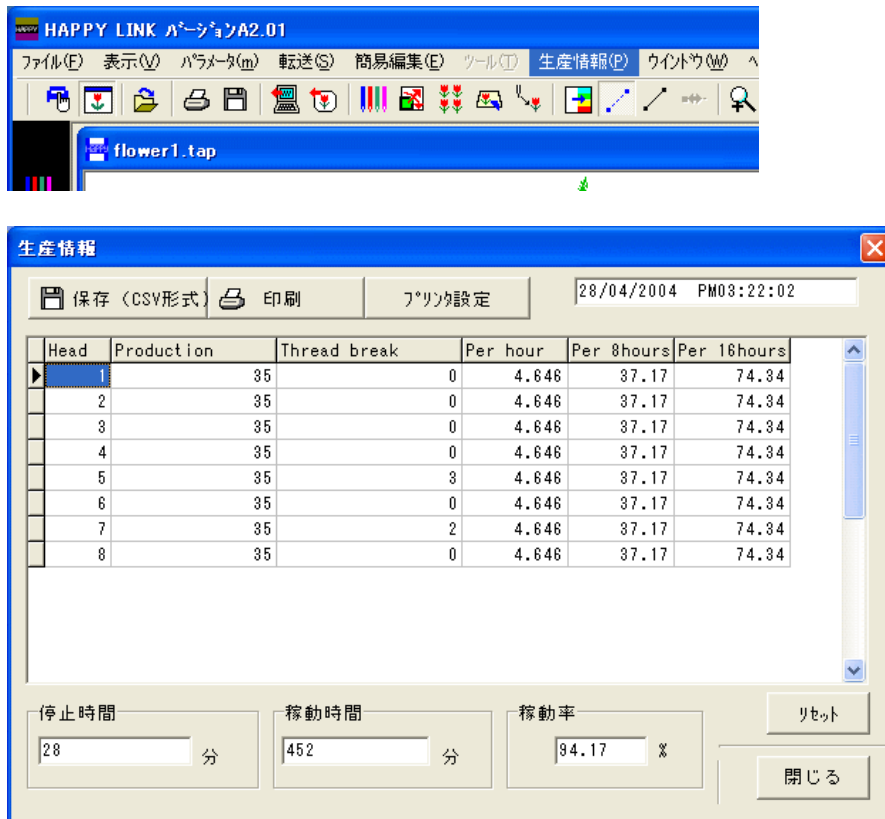 HAPPY LINK ﾊﾞｰｼﾞｮﾝA2.01
ﾌｧｲﾙ(F) 表示(V) ﾊﾟﾗﾒｰﾀ(m) 転送(S) 簡易編集(E) ﾂｰﾙ(T) 生産情報(P) ｳｲﾝﾄﾞｳ(W) ﾍ
flower1.tap
生産情報
保存 (CSV形式) 印刷 ﾌﾟﾘﾝﾀ設定 28/04/2004 PM03:22:02
Head Production Thread break Per hour Per 8hours Per 16hours
1 35 0 4.646 37.17 74.34
2 35 0 4.646 37.17 74.34
3 35 0 4.646 37.17 74.34
4 35 0 4.646 37.17 74.34
5 35 3 4.646 37.17 74.34
6 35 0 4.646 37.17 74.34
7 35 2 4.646 37.17 74.34
8 35 0 4.646 37.17 74.34
停止時間 稼動時間 稼動率 ﾘｾｯﾄ
28 分 452 分 94.17 %
閉じる